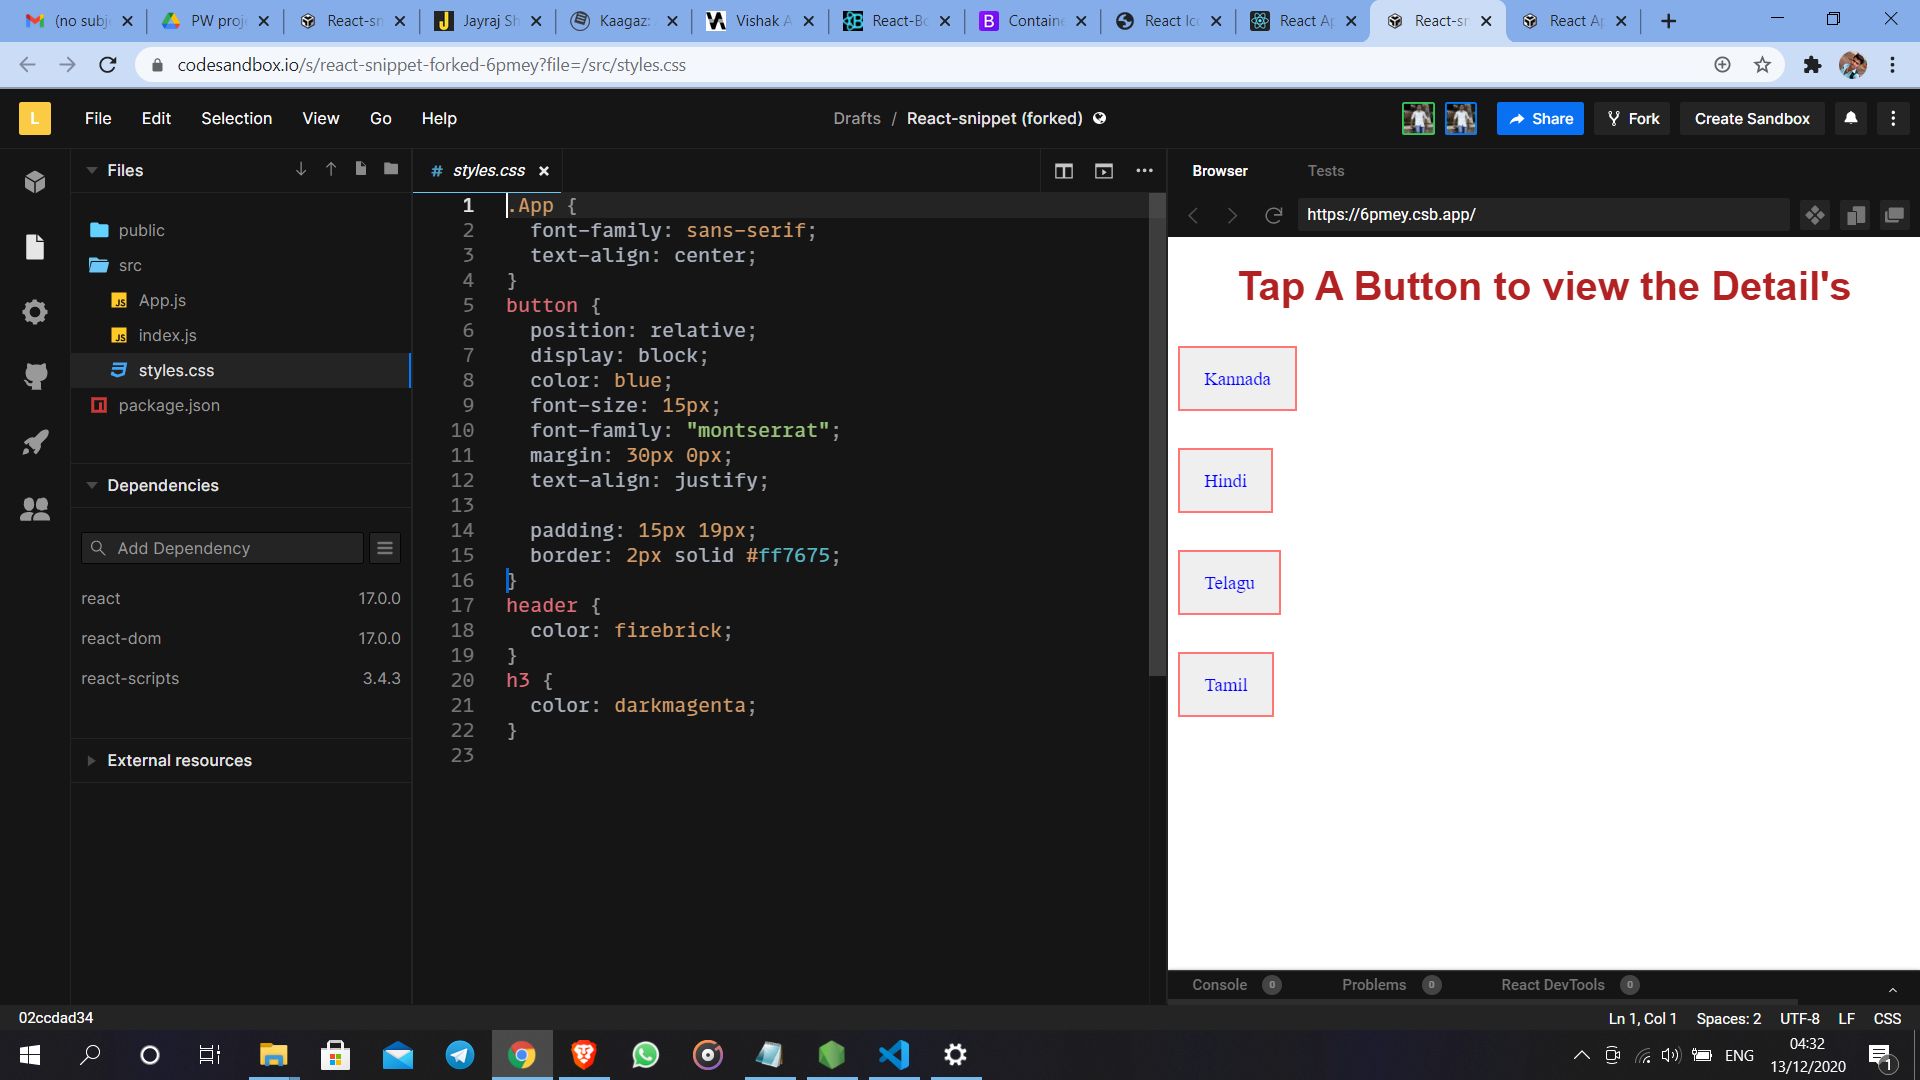 (no subj
PW proj
React-sn
Jayraj Sh
Kaagaz:
Vishak A
React-Bo
Containe
React Ico
React Ap
React-sn
React Ap
codesandbox.io/s/react-snippet-forked-6pmey?file=/src/styles.css
L
File Edit Selection View Go Help
Drafts / React-snippet (forked)
Share
Fork
Create Sandbox
Files
public
src
App.js
index.js
styles.css
package.json
Dependencies
Add Dependency
react 17.0.0
react-dom 17.0.0
react-scripts 3.4.3
External resources
# styles.css
1 .App {
2 font-family: sans-serif;
3 text-align: center;
4 }
5 button {
6 position: relative;
7 display: block;
8 color: blue;
9 font-size: 15px;
10 font-family: "montserrat";
11 margin: 30px 0px;
12 text-align: justify;
13
14 padding: 15px 19px;
15 border: 2px solid #ff7675;
16 }
17 header {
18 color: firebrick;
19 }
20 h3 {
21 color: darkmagenta;
22 }
23
Browser Tests
https://6pmey.csb.app/
Tap A Button to view the Detail's
Kannada
Hindi
Telagu
Tamil
Console 0 Problems 0 React DevTools 0
02ccdad34
Ln 1, Col 1 Spaces: 2 UTF-8 LF CSS
ENG
04:32
13/12/2020
1